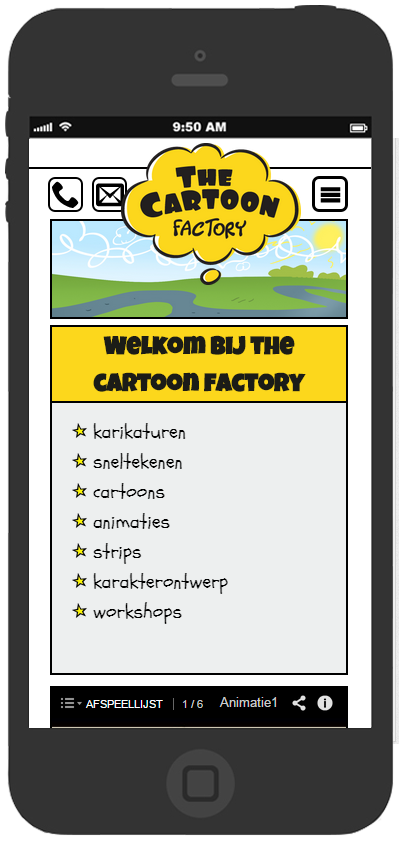 9:50 AM
THE
CARTOON
FACTORY
Welkom bij The
Cartoon Factory
karikaturen
sneltekenen
cartoons
animaties
strips
karakterontwerp
workshops
AFSPEELLIJST | 1 / 6 Animatie1